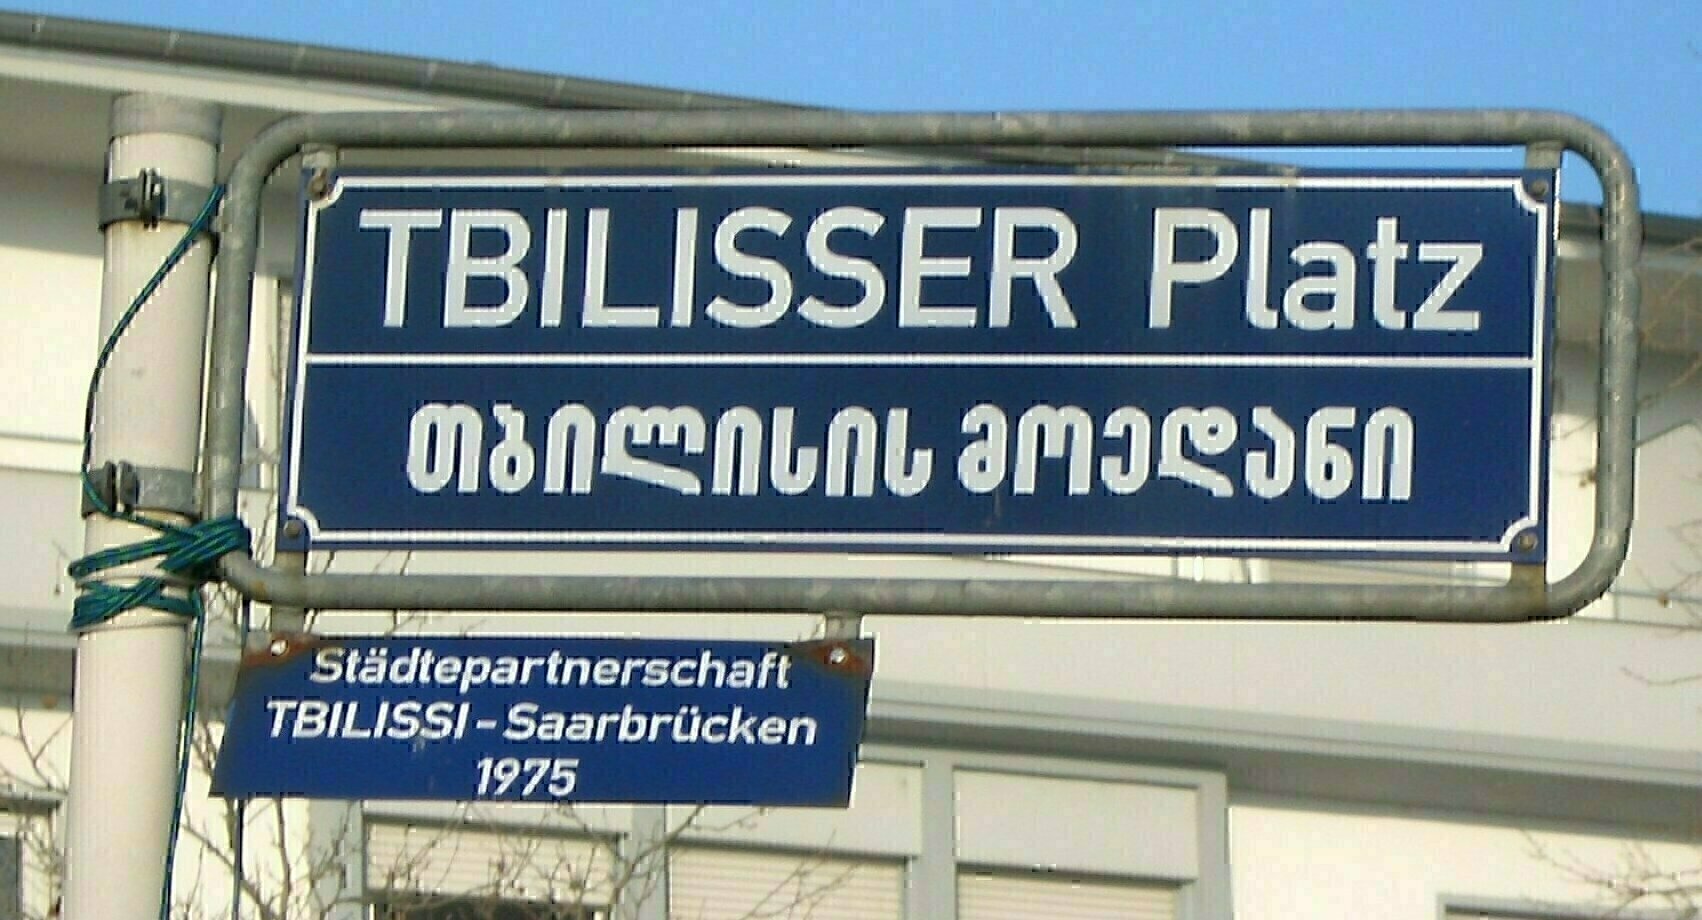 TBILISSER Platz
თბილისის მოედანი
Städtepartnerschaft
TBILISSI - Saarbrücken
1975